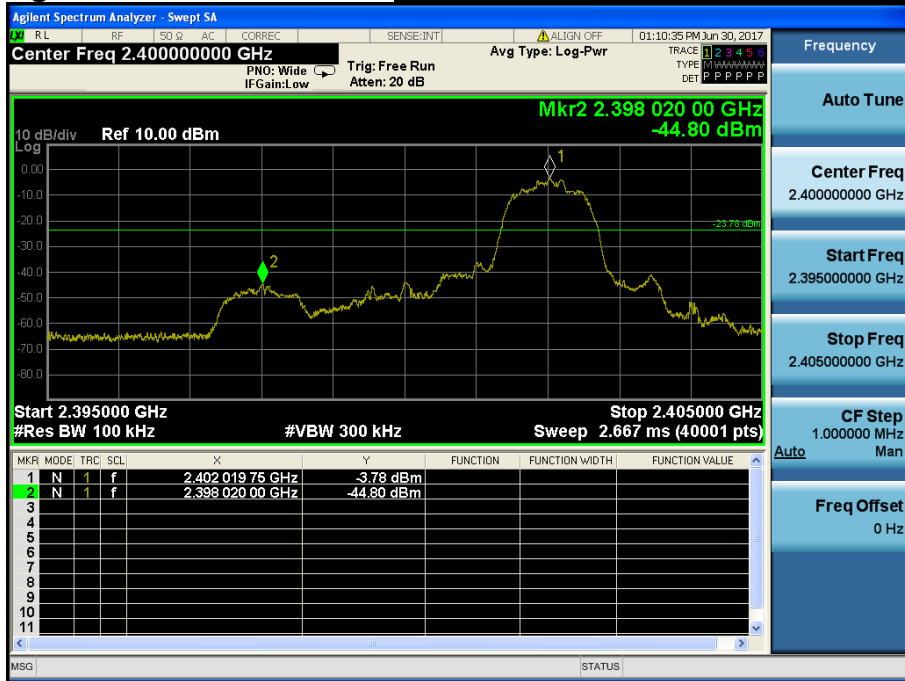 Agilent Spectrum Analyzer - Swept SA
LXI RL RF 50 Ω AC CORREC SENSE:INT ALIGN OFF 01:10:35 PM Jun 30, 2017
Center Freq 2.400000000 GHz Avg Type: Log-Pwr TRACE 1 2 3 4 5 6
PNO: Wide Trig: Free Run TYPE M WWWWW
IFGain:Low Atten: 20 dB DET P P P P P P
Mkr2 2.398 020 00 GHz
10 dB/div Ref 10.00 dBm -44.80 dBm
Log
1
0.00
-10.0
-20.0
-23.78 dBm
-30.0
2
-40.0
-50.0
-60.0
-70.0
-80.0
Start 2.395000 GHz Stop 2.405000 GHz
#Res BW 100 kHz #VBW 300 kHz Sweep 2.667 ms (40001 pts)
MKR MODE TRC SCL X Y FUNCTION FUNCTION WIDTH FUNCTION VALUE
1 N 1 f 2.402 019 75 GHz -3.78 dBm
2 N 1 f 2.398 020 00 GHz -44.80 dBm
3
4
5
6
7
8
9
10
11
MSG STATUS
Frequency
Auto Tune
Center Freq
2.400000000 GHz
Start Freq
2.395000000 GHz
Stop Freq
2.405000000 GHz
CF Step
1.000000 MHz
Auto Man
Freq Offset
0 Hz